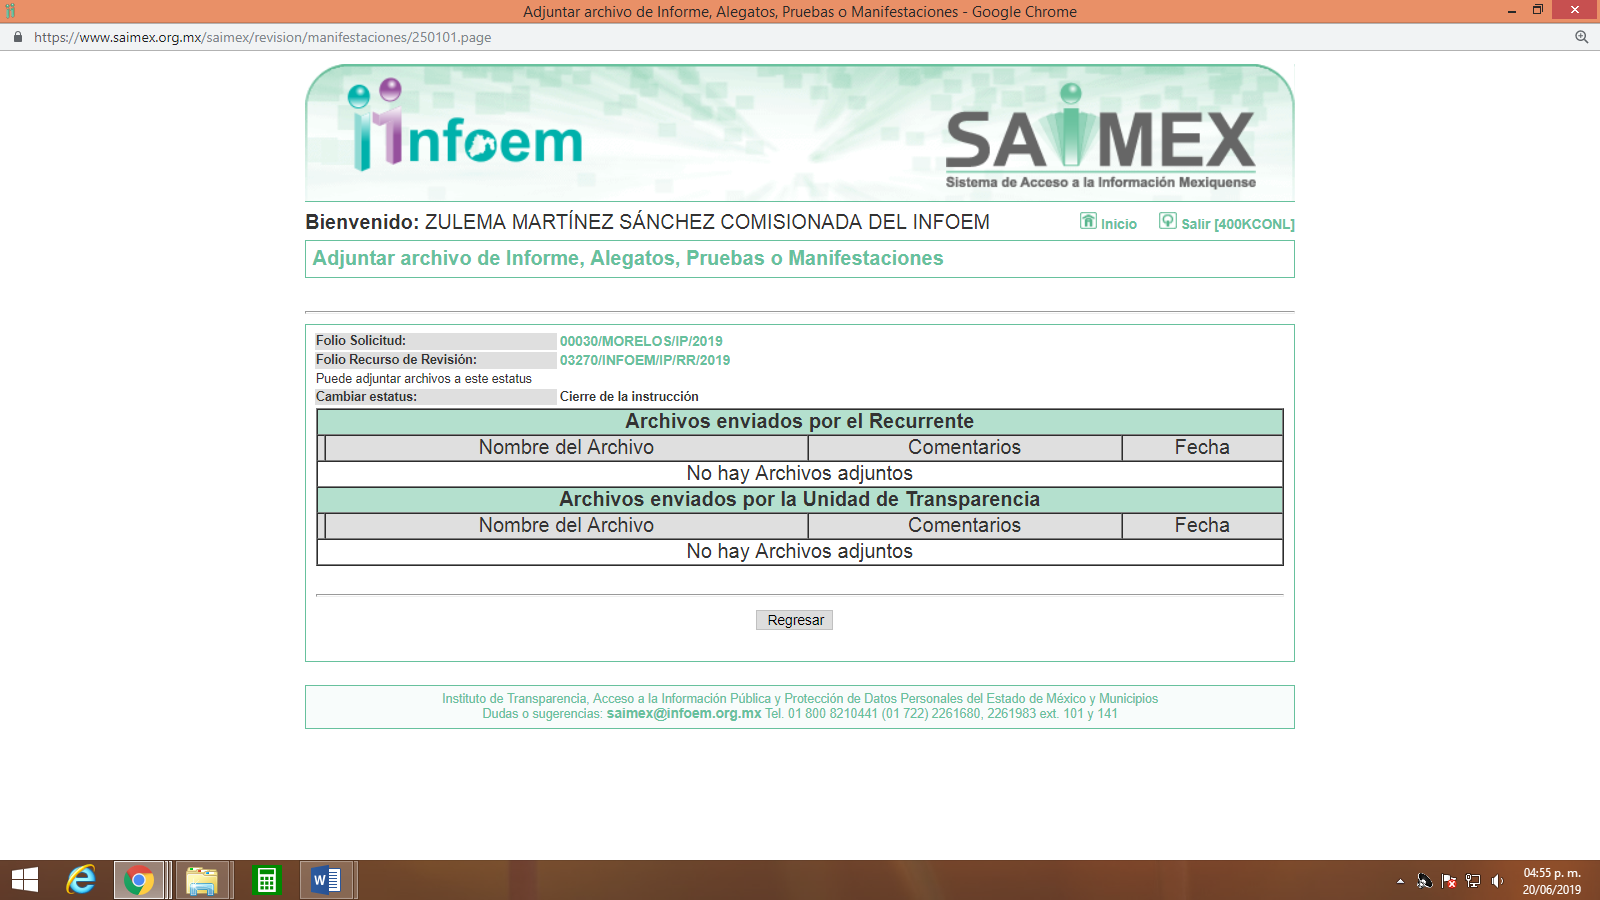 Adjuntar archivo de Informe, Alegatos, Pruebas o Manifestaciones - Google Chrome
https://www.saimex.org.mx/saimex/revision/manifestaciones/250101.page
infoem
SAIMEX
Sistema de Acceso a la Información Mexiquense
Bienvenido: ZULEMA MARTÍNEZ SÁNCHEZ COMISIONADA DEL INFOEM
Inicio Salir [400KCONL]
Adjuntar archivo de Informe, Alegatos, Pruebas o Manifestaciones
Folio Solicitud: 00030/MORELOS/IP/2019
Folio Recurso de Revisión: 03270/INFOEM/IP/RR/2019
Puede adjuntar archivos a este estatus
Cambiar estatus: Cierre de la instrucción
Archivos enviados por el Recurrente
Nombre del Archivo Comentarios Fecha
No hay Archivos adjuntos
Archivos enviados por la Unidad de Transparencia
Nombre del Archivo Comentarios Fecha
No hay Archivos adjuntos
Regresar
Instituto de Transparencia, Acceso a la Información Pública y Protección de Datos Personales del Estado de México y Municipios
Dudas o sugerencias: saimex@infoem.org.mx Tel. 01 800 8210441 (01 722) 2261680, 2261983 ext. 101 y 141
04:55 p. m.
20/06/2019